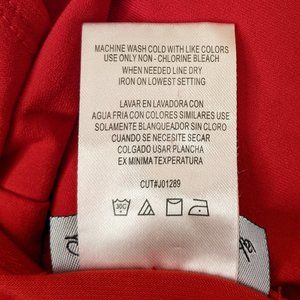 MACHINE WASH COLD WITH LIKE COLORS
USE ONLY NON - CHLORINE BLEACH
WHEN NEEDED LINE DRY
IRON ON LOWEST SETTING
LAVAR EN LAVADORA CON
AGUA FRIA CON COLORES SIMILARES USAR
SOLAMENTE BLANQUEADOR SIN CLORO
CUANDO SE NECESITE SECAR
COLGADO USAR PLANCHA
EX MINIMA TEXPERATURA
CUT#J01289
30C